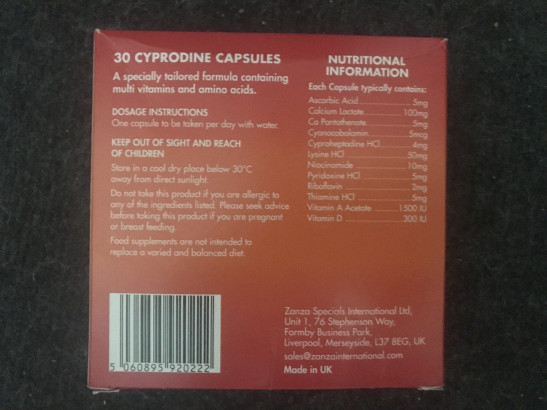 30 CYPRODINE CAPSULES
A specially tailored formula containing
multi vitamins and amino acids.
DOSAGE INSTRUCTIONS
One capsule to be taken per day with water.
KEEP OUT OF SIGHT AND REACH
OF CHILDREN
Store in a cool dry place below 30°C
away from direct sunlight.
Do not take this product if you are allergic to
any of the ingredients listed. Please seek advice
before taking this product if you are pregnant
or breast feeding.
Food supplements are not intended to
replace a varied and balanced diet.
NUTRITIONAL
INFORMATION
Each Capsule typically contains:
Ascorbic Acid 5mg
Calcium Lactate 100mg
Ca Pantothenate 5mg
Cyanocobalamin 5mcg
Cyproheptadine HCl 4mg
Lysine HCl 50mg
Niacinamide 10mg
Pyridoxine HCl 5mg
Riboflavin 2mg
Thiamine HCl 5mg
Vitamin A Acetate 1500 IU
Vitamin D 300 IU
5 060895 920222
Zanza Specials International Ltd,
Unit 1, 76 Stephenson Way,
Formby Business Park,
Liverpool, Merseyside, L37 8EG, UK
sales@zanzainternational.com
Made in UK